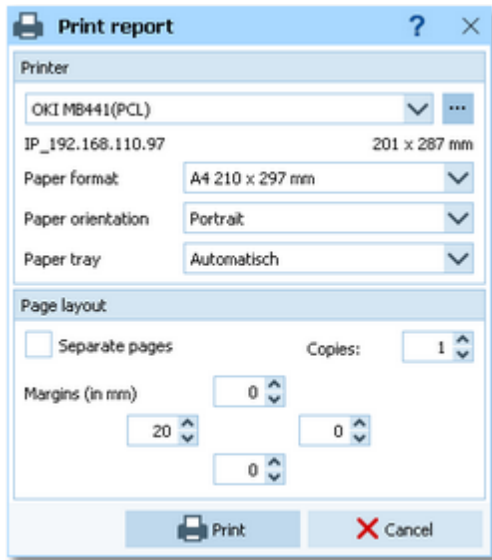 Print report ?
Printer
OKI MB441(PCL) ...
IP_192.168.110.97 201 x 287 mm
Paper format A4 210 x 297 mm
Paper orientation Portrait
Paper tray Automatisch
Page layout
Separate pages Copies: 1
Margins (in mm) 0
20 0
0
Print Cancel